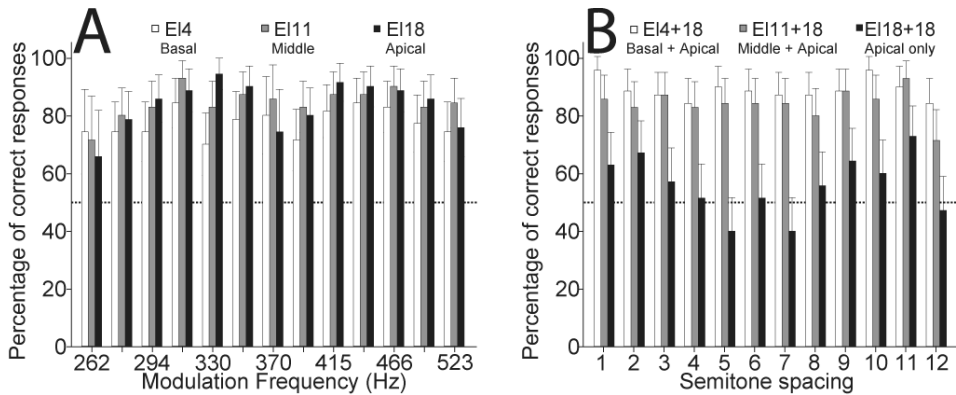 A
El4 El11 El18
Basal Middle Apical
Percentage of correct responses
100
80
60
40
20
0
262 294 330 370 415 466 523
Modulation Frequency (Hz)
B
El4+18 El11+18 El18+18
Basal + Apical Middle + Apical Apical only
Percentage of correct responses
100
80
60
40
20
0
1 2 3 4 5 6 7 8 9 10 11 12
Semitone spacing